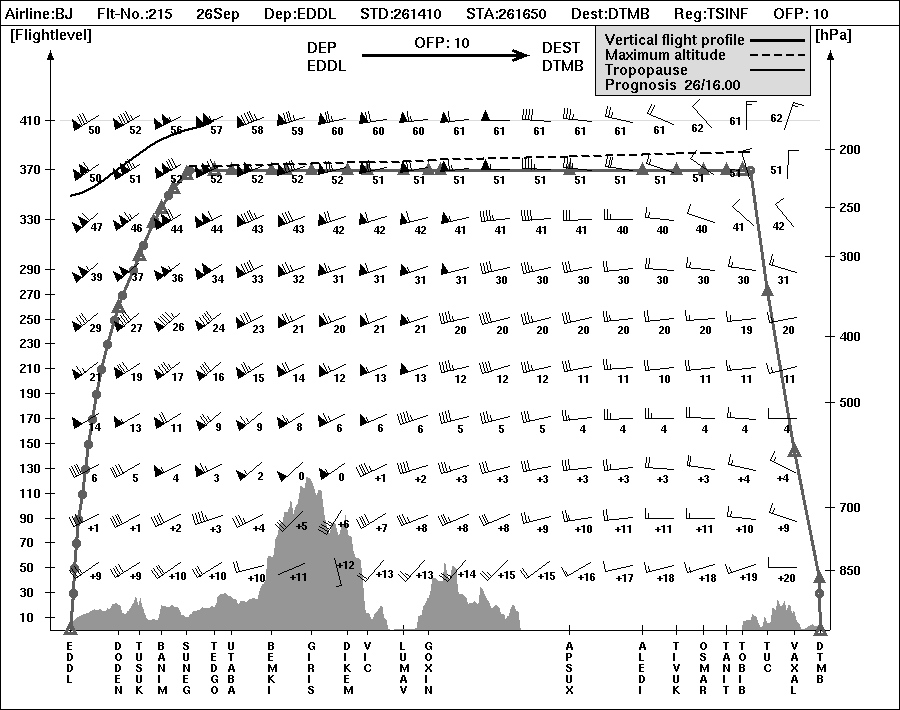 Airline:BJ Flt-No.:215 26Sep Dep:EDDL STD:261410 STA:261650 Dest:DTMB Reg:TSINF OFP: 10
[Flightlevel] [hPa]
DEP OFP: 10 DEST
EDDL DTMB
Vertical flight profile
Maximum altitude
Tropopause
Prognosis 26/16.00
410 50 52 56 57 58 59 60 60 60 61 61 61 61 61 62 61 62
200
370 50 51 52 52 52 52 52 51 51 51 51 51 51 51 51 51 51
250
330 47 46 44 44 43 43 42 42 42 41 41 41 41 40 40 40 41 42
300
290 39 37 36 34 33 32 31 31 31 31 30 30 30 30 30 30 30 31
270
250 29 27 26 24 23 21 20 21 21 20 20 20 20 20 20 20 19 20
230
400
210 21 19 17 16 15 14 12 13 13 12 12 12 11 11 10 11 11 11
190
500
170 14 13 11 9 9 8 6 6 6 5 5 5 4 4 4 4 4 4
150
130 6 5 4 3 2 0 0 +1 +2 +3 +3 +3 +3 +3 +3 +3 +4 +4
110
700
90 +1 +1 +2 +3 +4 +5 +6 +7 +8 +8 +8 +9 +10 +11 +11 +11 +10 +9
70
850
50 +9 +9 +10 +10 +10 +11 +12 +13 +13 +14 +15 +15 +16 +17 +18 +18 +19 +20
30
10
EDDL DODEN TUSUK BANIM SUNEG TEDGO UTABA BEMKI GIRIS DIKEM VIC LUMAV GOXIN APSUX ALEDI TIVUK OSMAR TANIT TOBIB TUC VAXAL DTMB